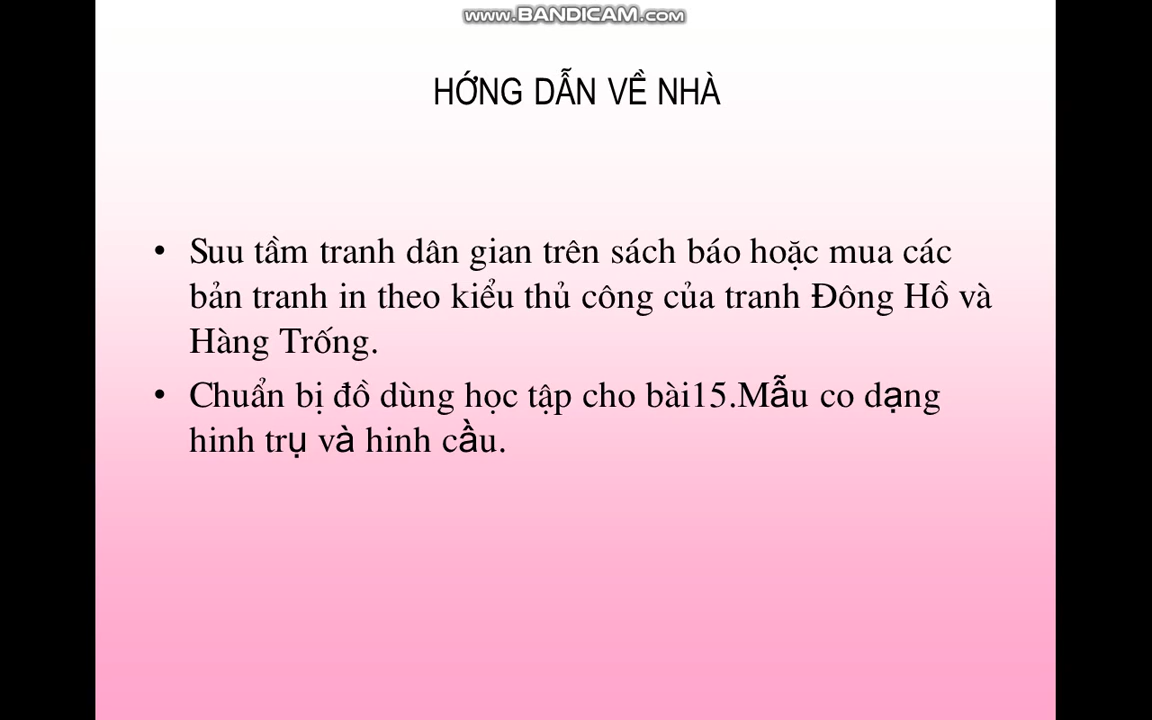 www.BANDICAM.com
HỚNG DẪN VỀ NHÀ
• Suu tầm tranh dân gian trên sách báo hoặc mua các
bản tranh in theo kiểu thủ công của tranh Đông Hồ và
Hàng Trống.
• Chuẩn bị đồ dùng học tập cho bài15.Mẫu co dạng
hinh trụ và hinh cầu.